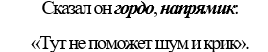 Сказал он гордо, напрямик:
«Тут не поможет шум и крик».